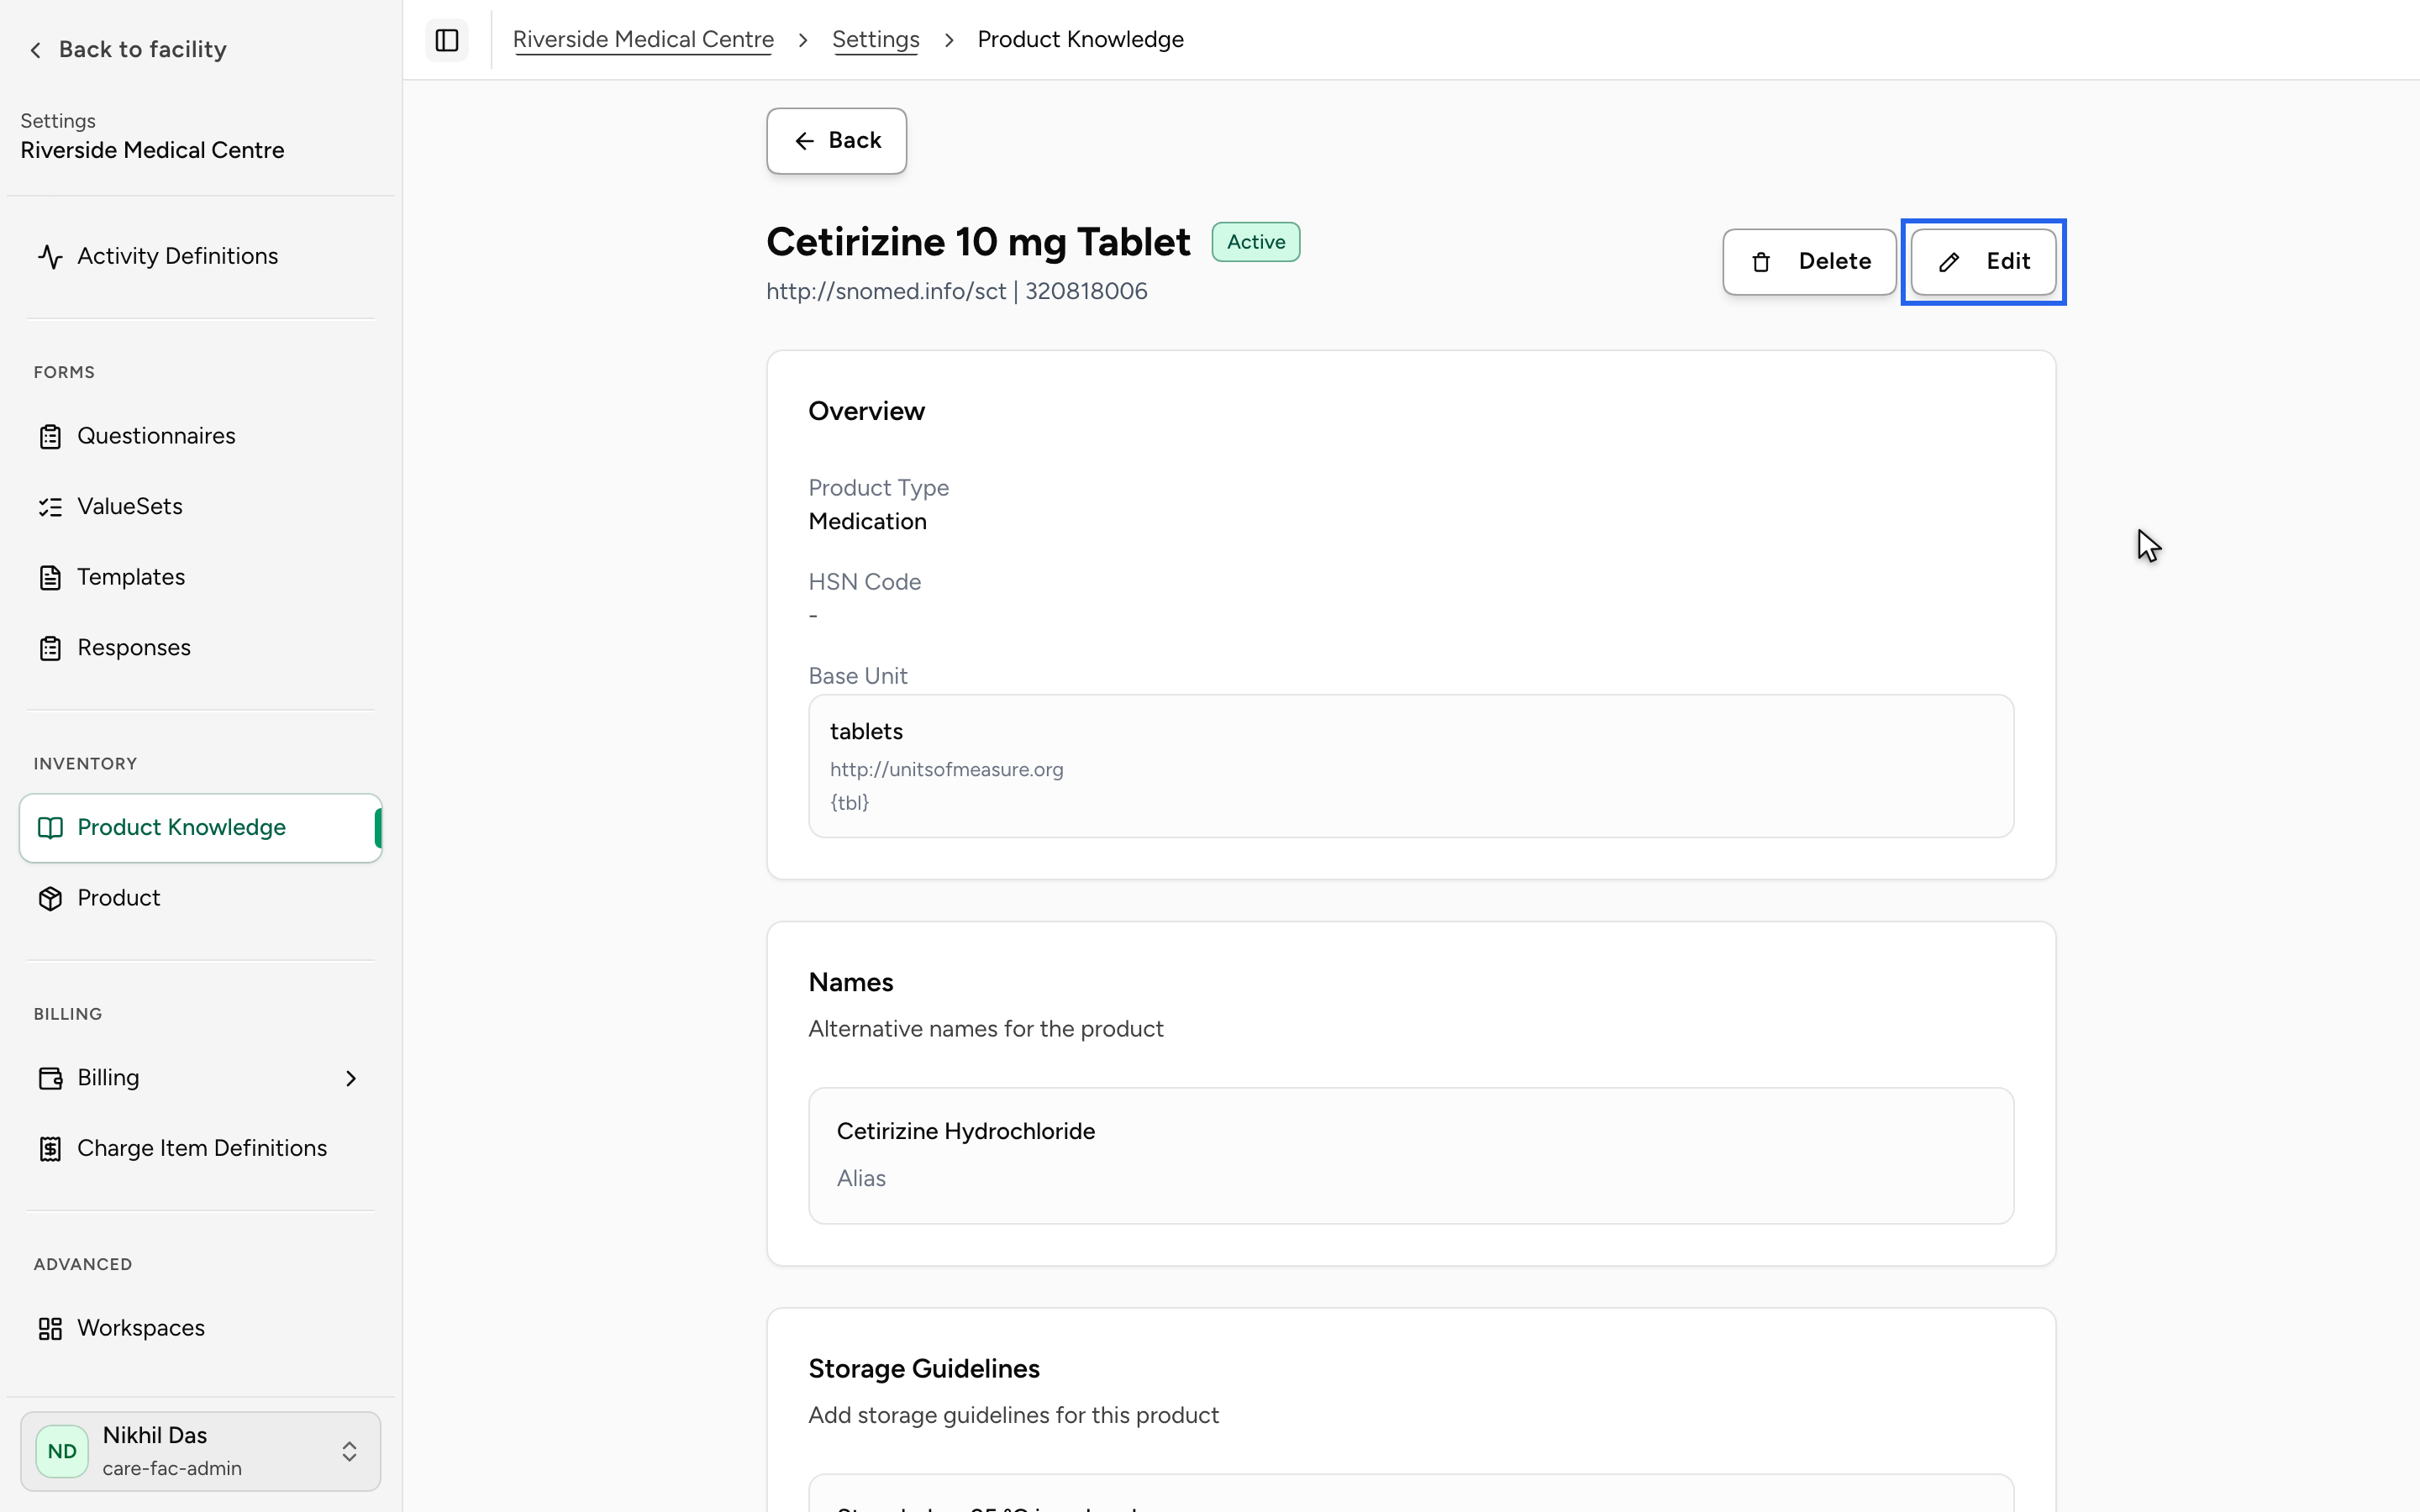 Back to facility
Settings
Riverside Medical Centre
Activity Definitions
FORMS
Questionnaires
ValueSets
Templates
Responses
INVENTORY
Product Knowledge
Product
BILLING
Billing
Charge Item Definitions
ADVANCED
Workspaces
ND
Nikhil Das
care-fac-admin
Riverside Medical Centre > Settings > Product Knowledge
Back
Cetirizine 10 mg Tablet Active
http://snomed.info/sct | 320818006
Delete Edit
Overview
Product Type
Medication
HSN Code
-
Base Unit
tablets
http://unitsofmeasure.org
{tbl}
Names
Alternative names for the product
Cetirizine Hydrochloride
Alias
Storage Guidelines
Add storage guidelines for this product